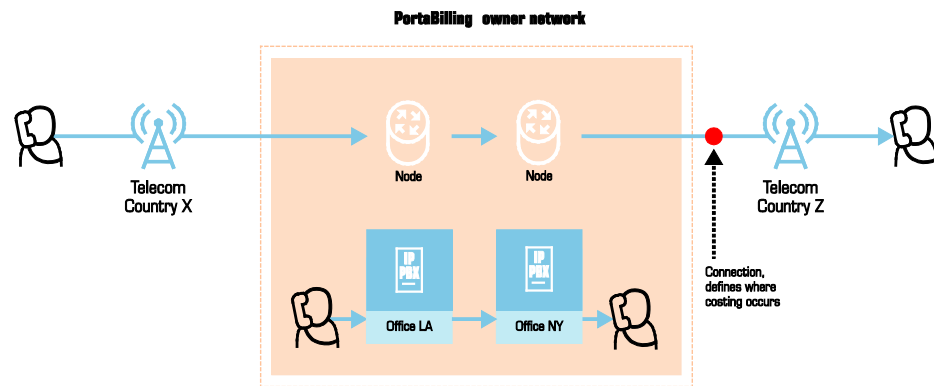 PortaBilling owner network
Telecom
Country X
Node
Node
Telecom
Country Z
IP
PBX
IP
PBX
Office LA
Office NY
Connection,
defines where
costing occurs